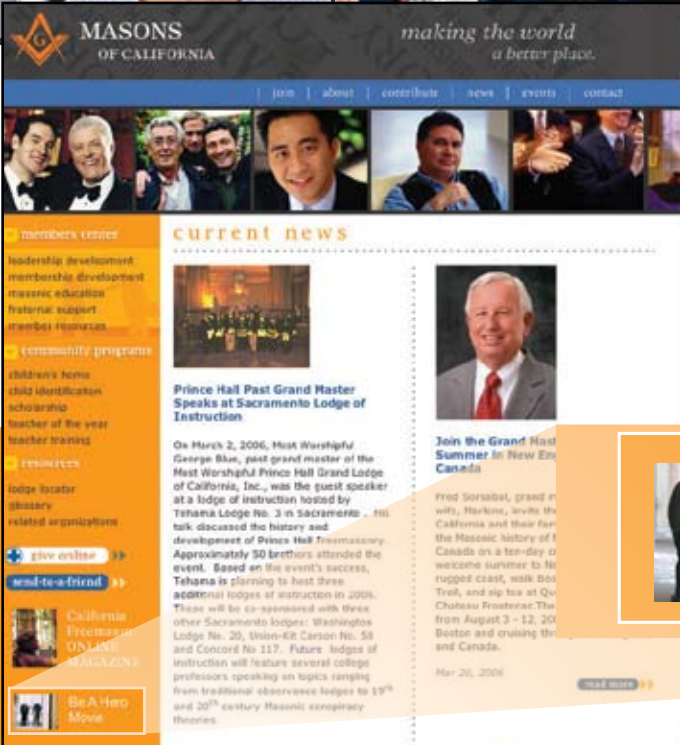 G
MASONS
OF CALIFORNIA
making the world
a better place.
join | about | contribute | news | events | contact
members center
leadership development
membership development
masonic education
fraternal support
member resources
community programs
children's home
child identification
scholarship
teacher of the year
teacher training
resources
lodge locator
glossary
related organizations
give online
send-to-a-friend
California
Freemason
ONLINE
MAGAZINE
Be A Hero
Movie
current news
Prince Hall Past Grand Master
Speaks at Sacramento Lodge of
Instruction
On March 2, 2006, Most Worshipful
George Blue, past grand master of the
Most Worshipful Prince Hall Grand Lodge
of California, Inc., was the guest speaker
at a lodge of instruction hosted by
Tehama Lodge No. 3 in Sacramento . His
talk discussed the history and
development of Prince Hall Freemasonry.
Approximately 50 brothers attended the
event. Based on the event's success,
Tehama is planning to host three
additional lodges of instruction in 2006.
These will be co-sponsored with three
other Sacramento lodges: Washington
Lodge No. 20, Union-Kit Carson No. 58
and Concord No 117. Future lodges of
instruction will feature several college
professors speaking on topics ranging
from traditional observance lodges to 19th
and 20th century Masonic conspiracy
theories.
Join the Grand Mast
Summer in New En
Canada
Fred Sorsabal, grand m
wife, Marlene, invite th
California and their fam
the Masonic history of
Canada on a ten-day c
welcome summer to N
rugged coast, walk Bos
Trail, and sip tea at Qu
Chateau Frontenac. The
from August 3 - 12, 20
Boston and cruising thr
and Canada.
Mar 20, 2006
read more